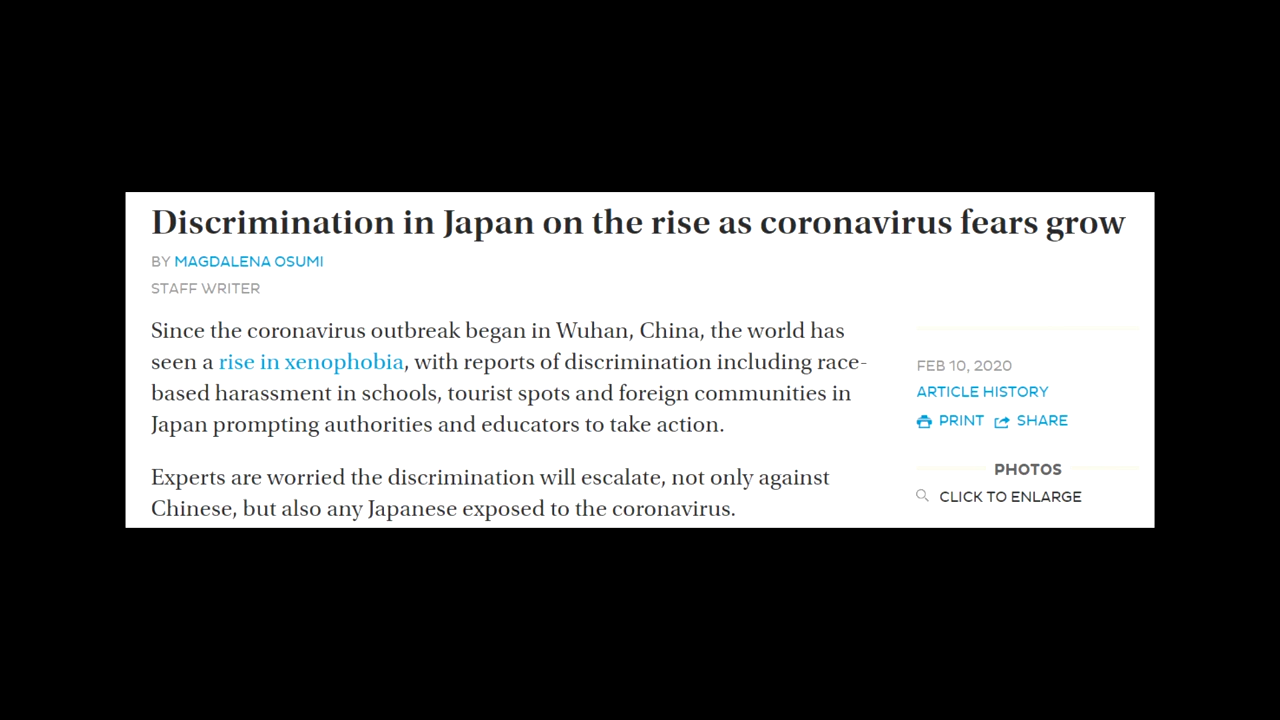 Discrimination in Japan on the rise as coronavirus fears grow
BY MAGDALENA OSUMI
STAFF WRITER
Since the coronavirus outbreak began in Wuhan, China, the world has
seen a rise in xenophobia, with reports of discrimination including race-
based harassment in schools, tourist spots and foreign communities in
Japan prompting authorities and educators to take action.
Experts are worried the discrimination will escalate, not only against
Chinese, but also any Japanese exposed to the coronavirus.
FEB 10, 2020
ARTICLE HISTORY
PRINT SHARE
PHOTOS
CLICK TO ENLARGE